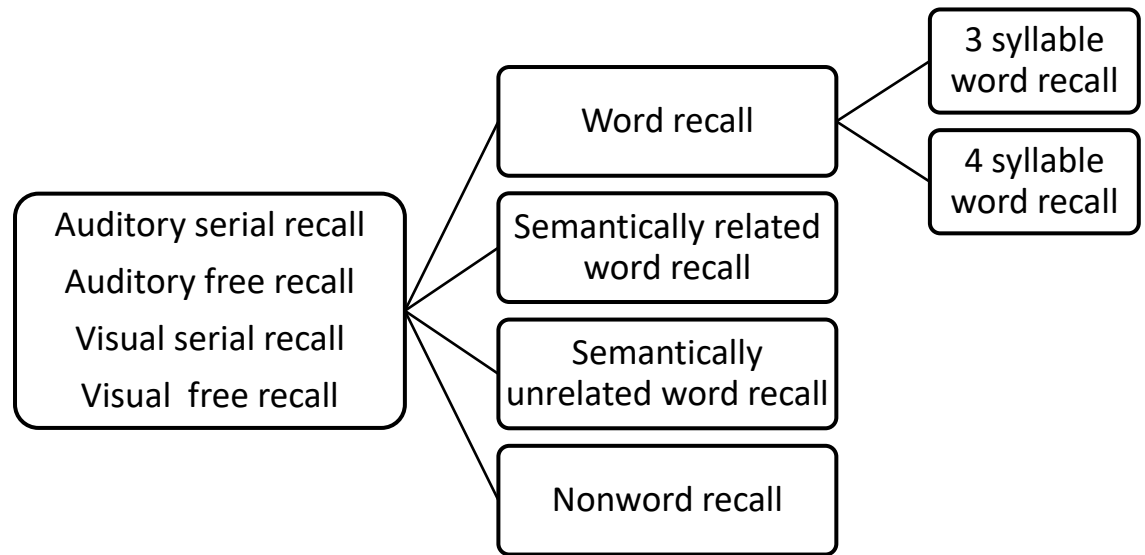 Auditory serial recall
Auditory free recall
Visual serial recall
Visual  free recall
Word recall
Semantically related
word recall
Semantically
unrelated word recall
Nonword recall
3 syllable
word recall
4 syllable
word recall